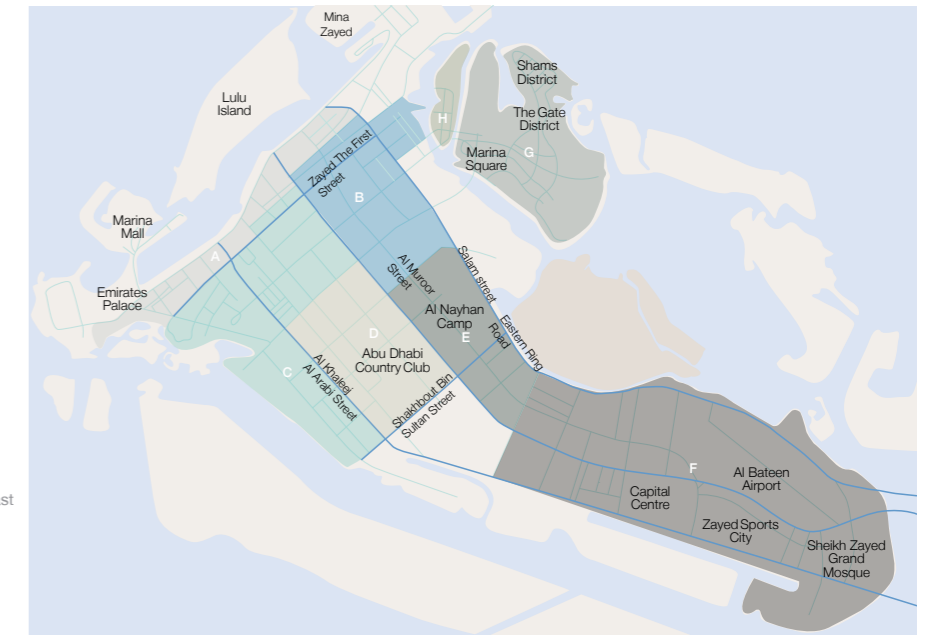 Mina
Zayed
Shams
District
Lulu
Island
H
The Gate
District
G
Marina
Square
Zayed The First
Street
B
Marina
Mall
A
Salam street
Al Muroor
Street
Emirates
Palace
Al Nayhan
Camp
E
Eastern Ring
Road
D
Abu Dhabi
Country Club
C
Al Khaleej
Al Arabi Street
Shakhbout Bin
Sultan Street
F
Al Bateen
Airport
Capital
Centre
ast
Zayed Sports
City
Sheikh Zayed
Grand
Mosque